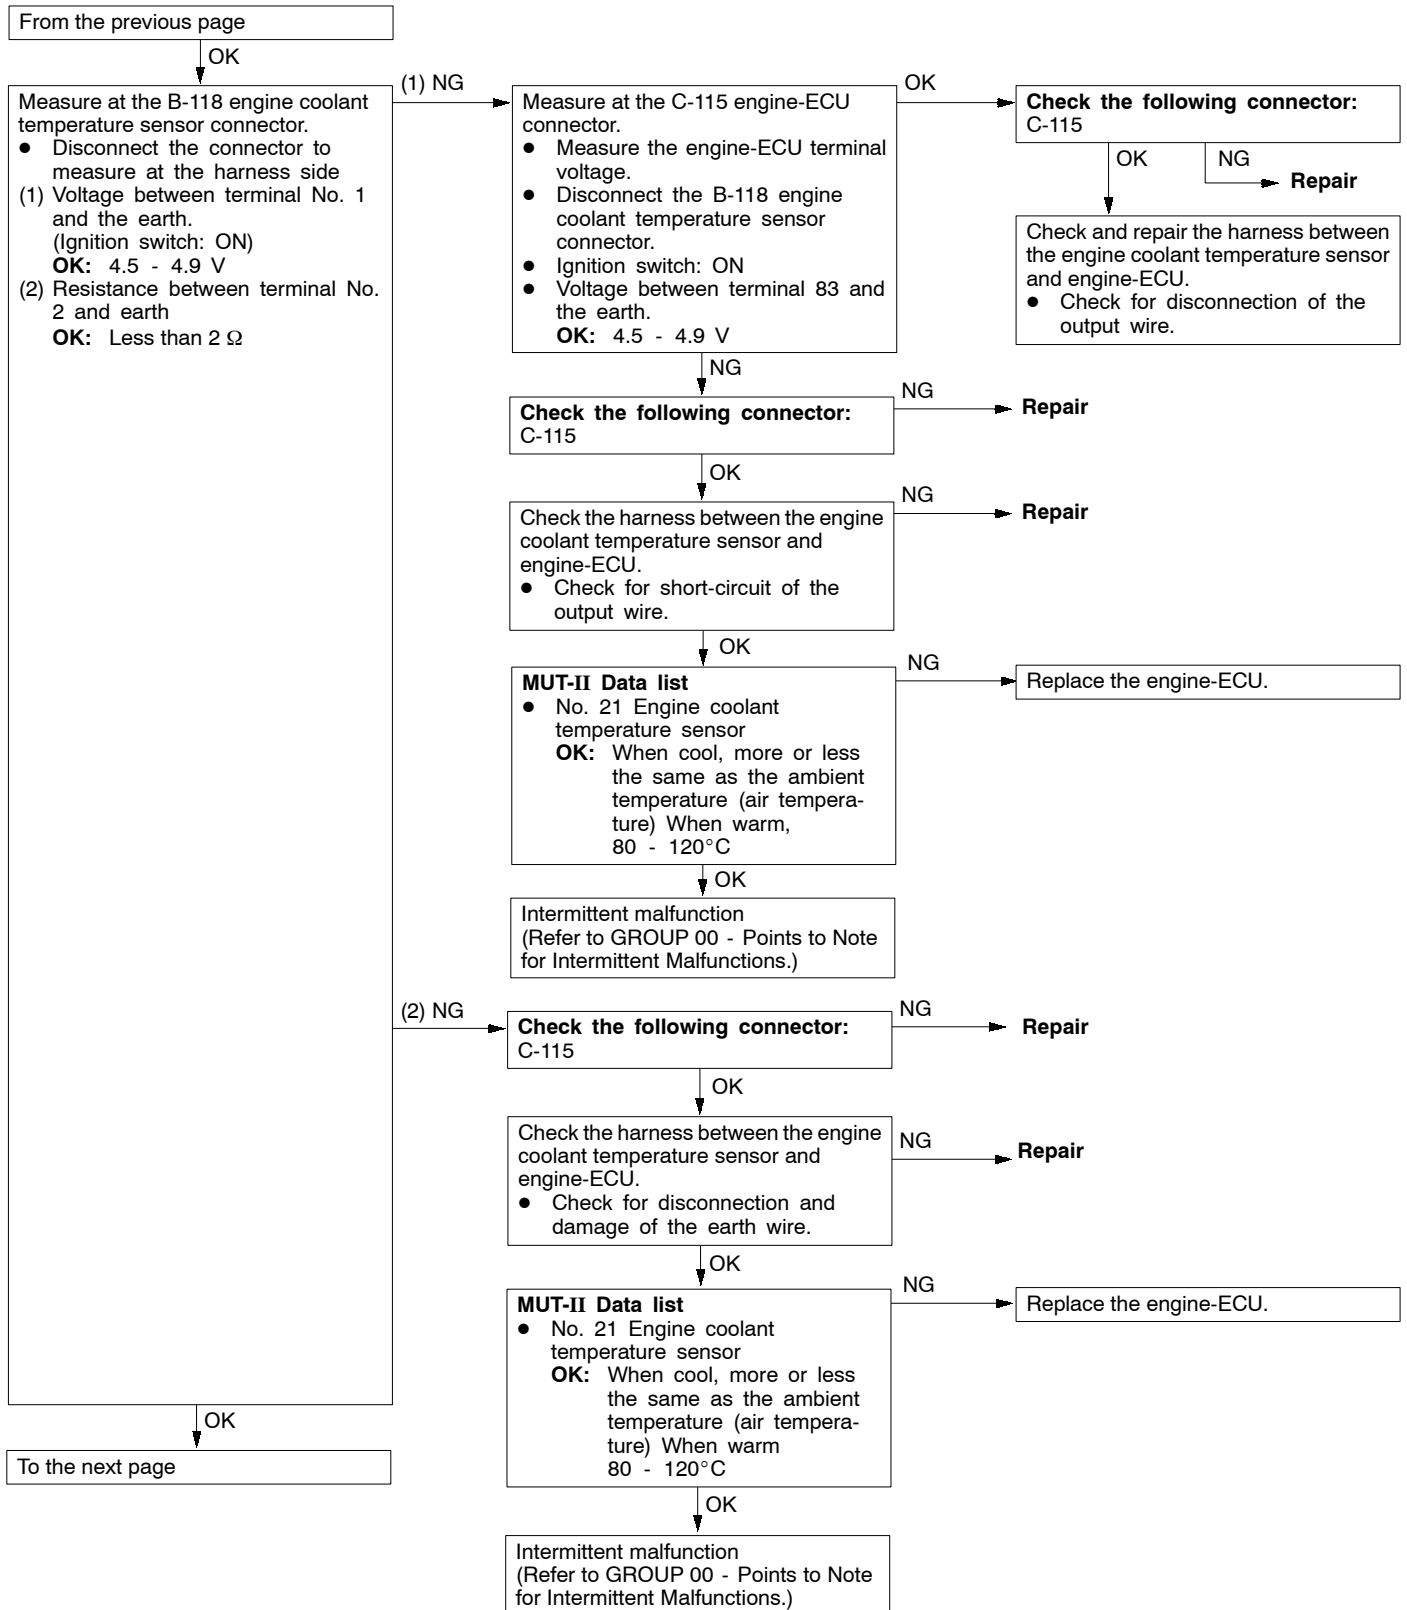 From the previous page
OK
Measure at the B-118 engine coolant
temperature sensor connector.
● Disconnect the connector to
measure at the harness side
(1) Voltage between terminal No. 1
and the earth.
(Ignition switch: ON)
OK: 4.5 - 4.9 V
(2) Resistance between terminal No.
2 and earth
OK: Less than 2 Ω
(1) NG
Measure at the C-115 engine-ECU
connector.
● Measure the engine-ECU terminal
voltage.
● Disconnect the B-118 engine
coolant temperature sensor
connector.
● Ignition switch: ON
● Voltage between terminal 83 and
the earth.
OK: 4.5 - 4.9 V
OK
Check the following connector:
C-115
OK
NG
Repair
Check and repair the harness between
the engine coolant temperature sensor
and engine-ECU.
● Check for disconnection of the
output wire.
NG
Check the following connector:
C-115
NG
Repair
OK
Check the harness between the engine
coolant temperature sensor and
engine-ECU.
● Check for short-circuit of the
output wire.
NG
Repair
OK
MUT-II Data list
● No. 21 Engine coolant
temperature sensor
OK: When cool, more or less
the same as the ambient
temperature (air tempera-
ture) When warm,
80 - 120°C
NG
Replace the engine-ECU.
OK
Intermittent malfunction
(Refer to GROUP 00 - Points to Note
for Intermittent Malfunctions.)
(2) NG
Check the following connector:
C-115
NG
Repair
OK
Check the harness between the engine
coolant temperature sensor and
engine-ECU.
● Check for disconnection and
damage of the earth wire.
NG
Repair
OK
MUT-II Data list
● No. 21 Engine coolant
temperature sensor
OK: When cool, more or less
the same as the ambient
temperature (air tempera-
ture) When warm
80 - 120°C
NG
Replace the engine-ECU.
OK
Intermittent malfunction
(Refer to GROUP 00 - Points to Note
for Intermittent Malfunctions.)
OK
To the next page